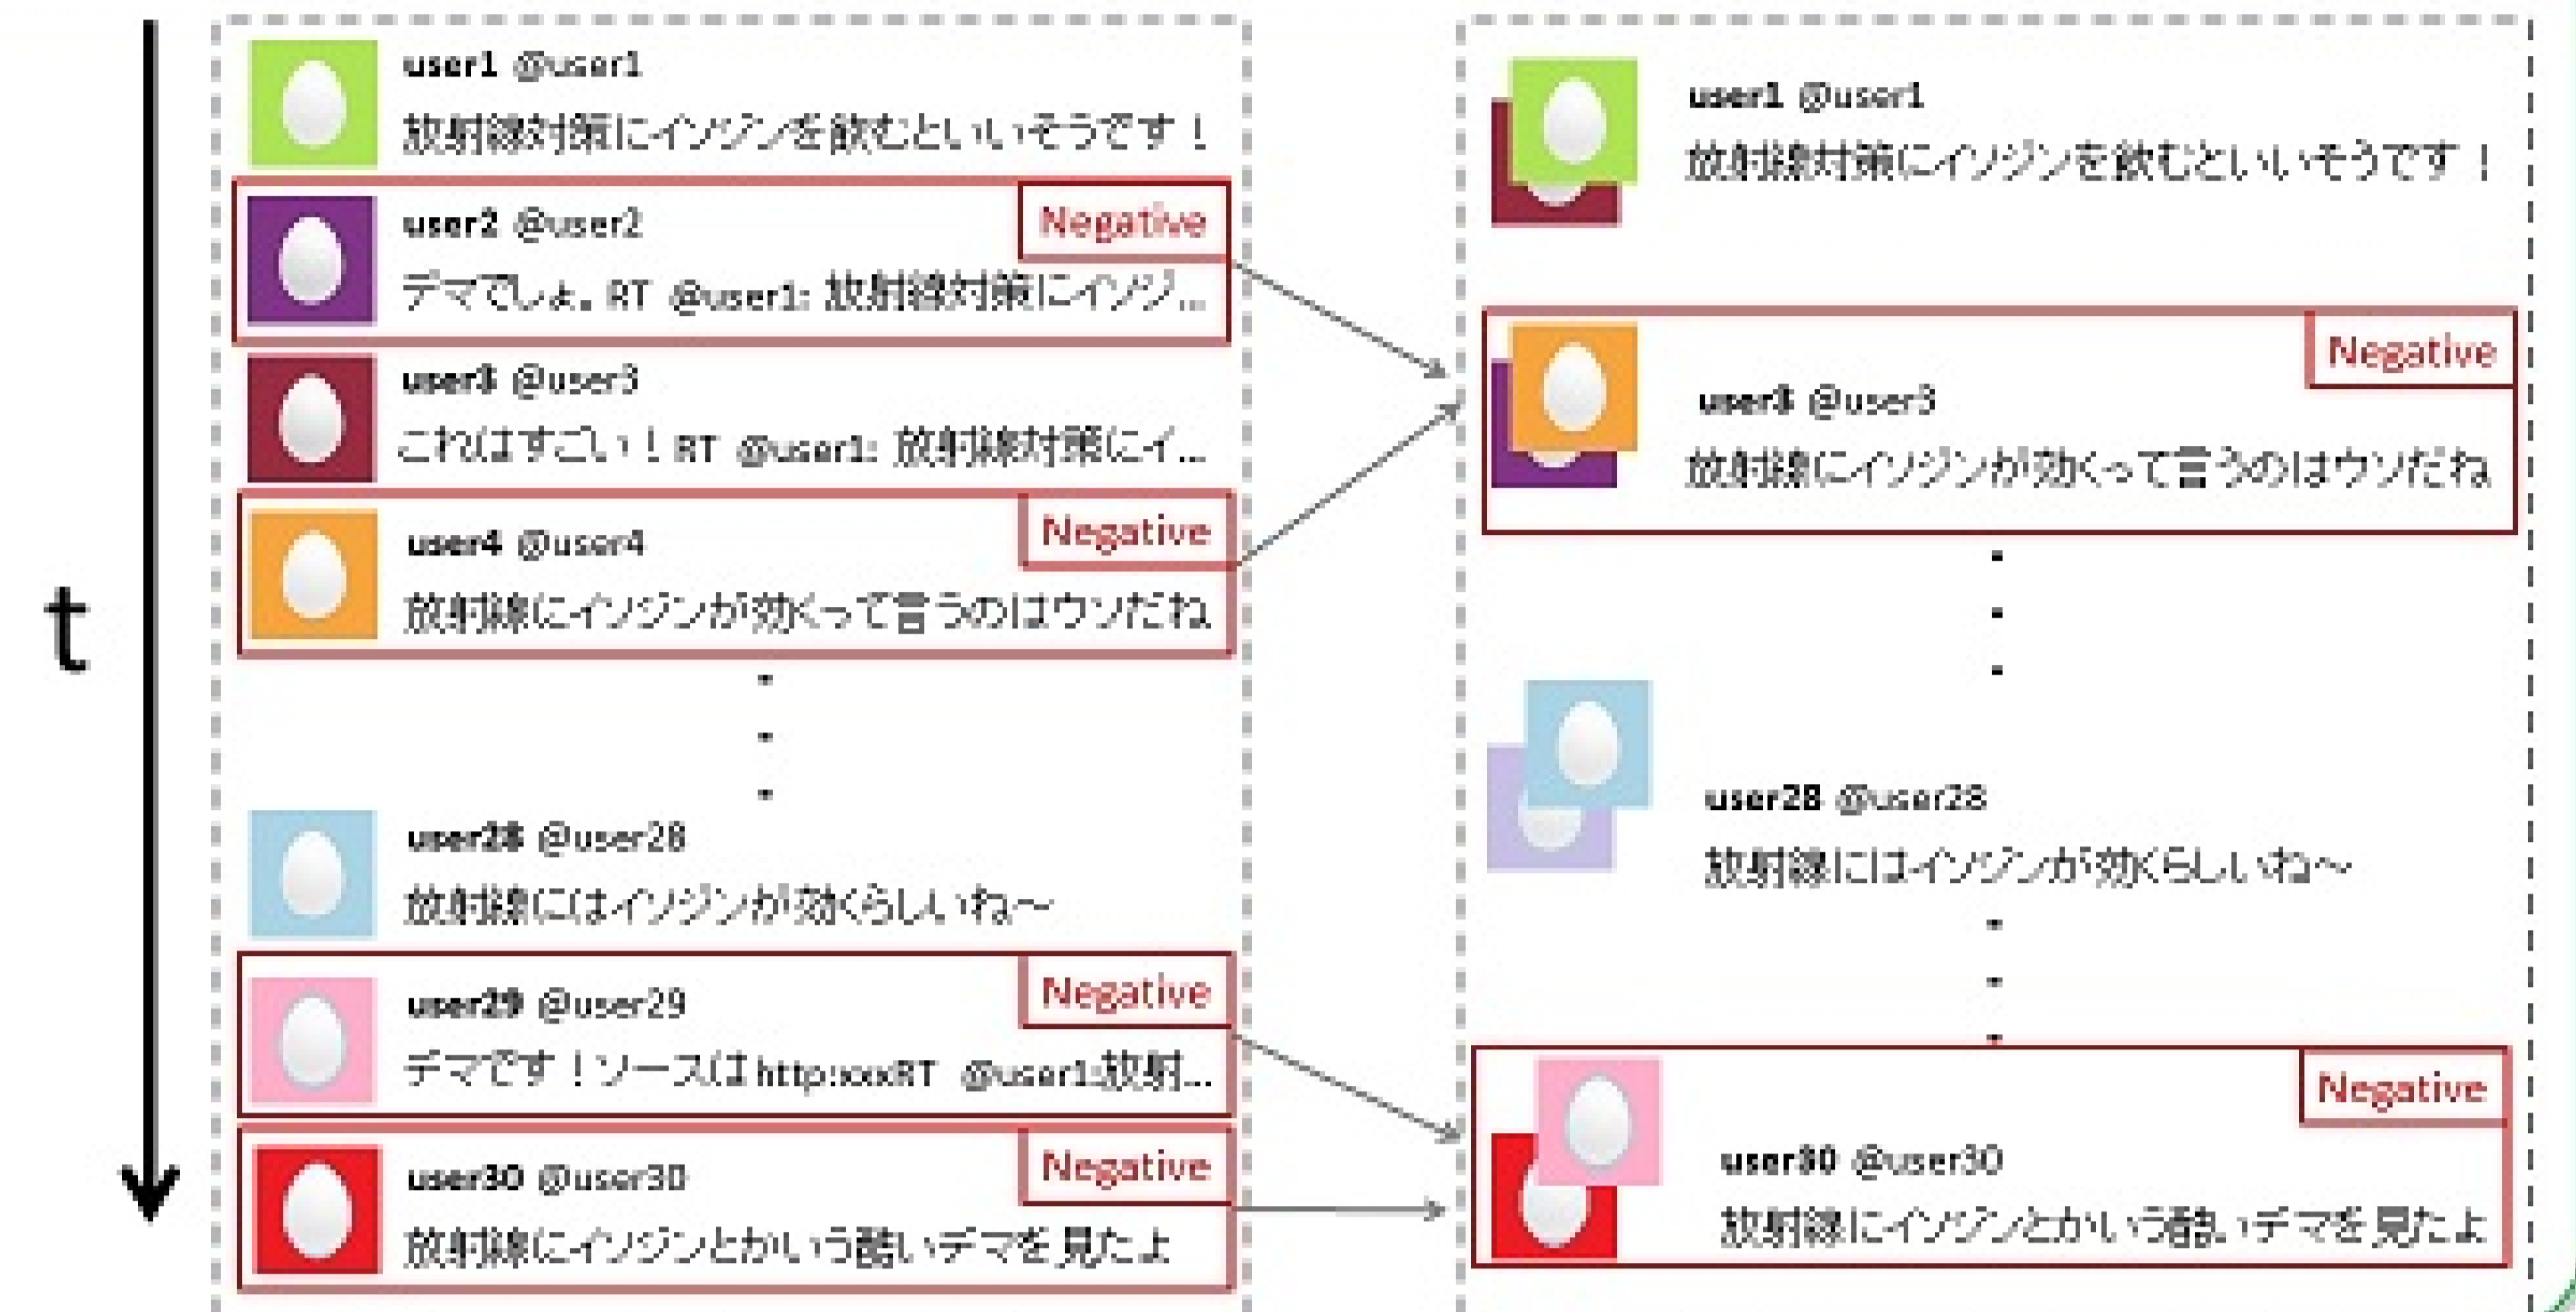 t
user1 @user1
放射線対策にイソジンを飲むといいそうです！
user2 @user2
Negative
デマでしょ。RT @user1: 放射線対策にイソジ...
user3 @user3
これはすごい！RT @user1: 放射線対策にイ...
user4 @user4
Negative
放射線にイソジンが効くって言うのはウソだね
user28 @user28
放射線にはイソジンが効くらしいね～
user29 @user29
Negative
デマです！ソースは http:xxxRT @user1:放射...
user30 @user30
Negative
放射線にイソジンとかいう酷いデマを見たよ
user1 @user1
放射線対策にイソジンを飲むといいそうです！
Negative
user3 @user3
放射線にイソジンが効くって言うのはウソだね
user28 @user28
放射線にはイソジンが効くらしいね～
Negative
user30 @user30
放射線にイソジンとかいう酷いデマを見たよ